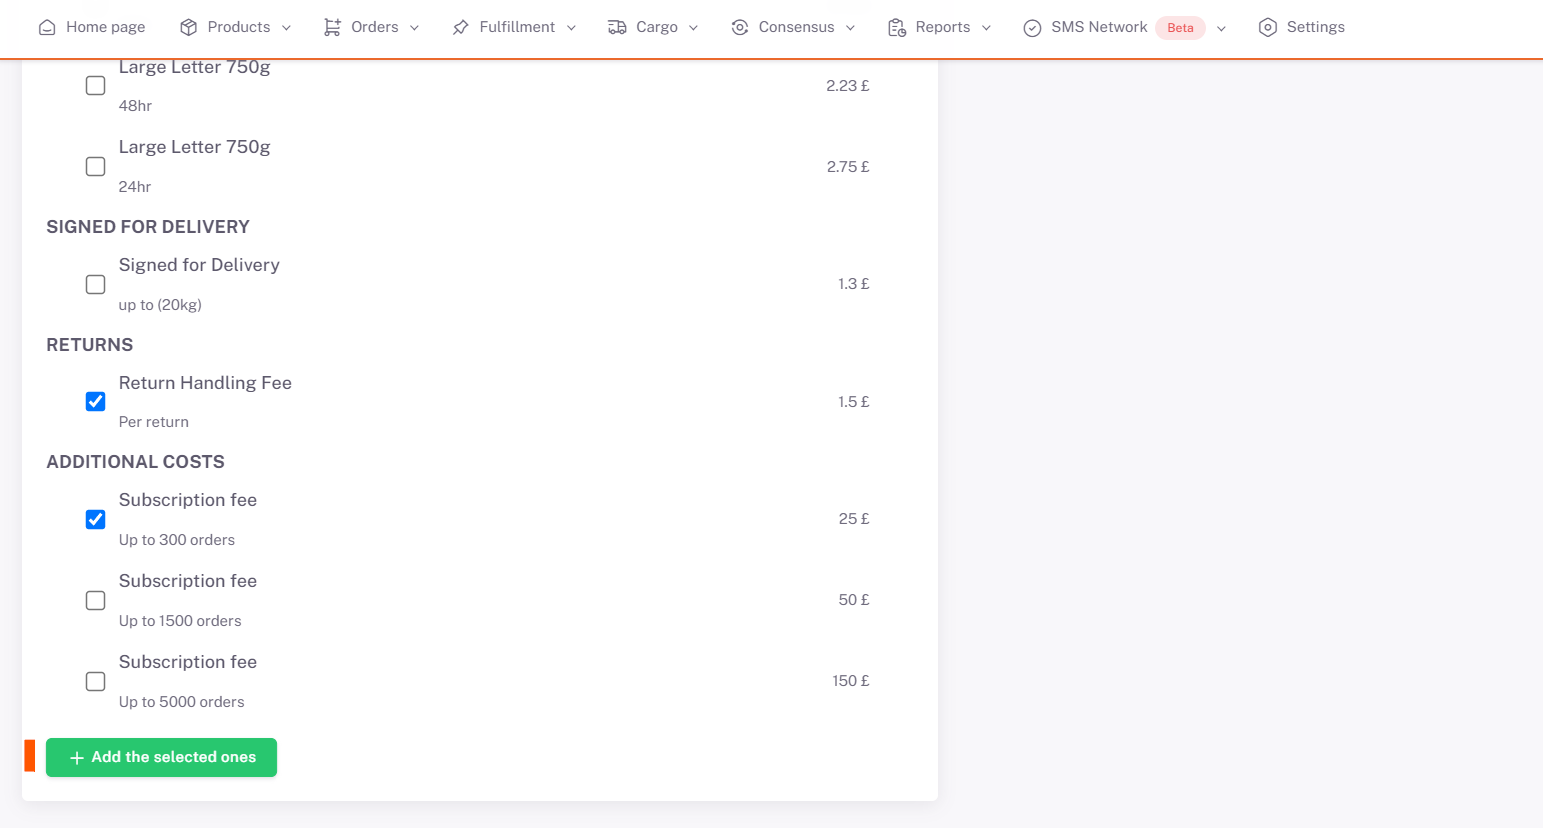 Home page Products Orders Fulfillment Cargo Consensus Reports SMS Network Beta Settings
Large Letter 750g
2.23 £
48hr
Large Letter 750g
2.75 £
24hr
SIGNED FOR DELIVERY
Signed for Delivery
1.3 £
up to (20kg)
RETURNS
Return Handling Fee
1.5 £
Per return
ADDITIONAL COSTS
Subscription fee
25 £
Up to 300 orders
Subscription fee
50 £
Up to 1500 orders
Subscription fee
150 £
Up to 5000 orders
+ Add the selected ones